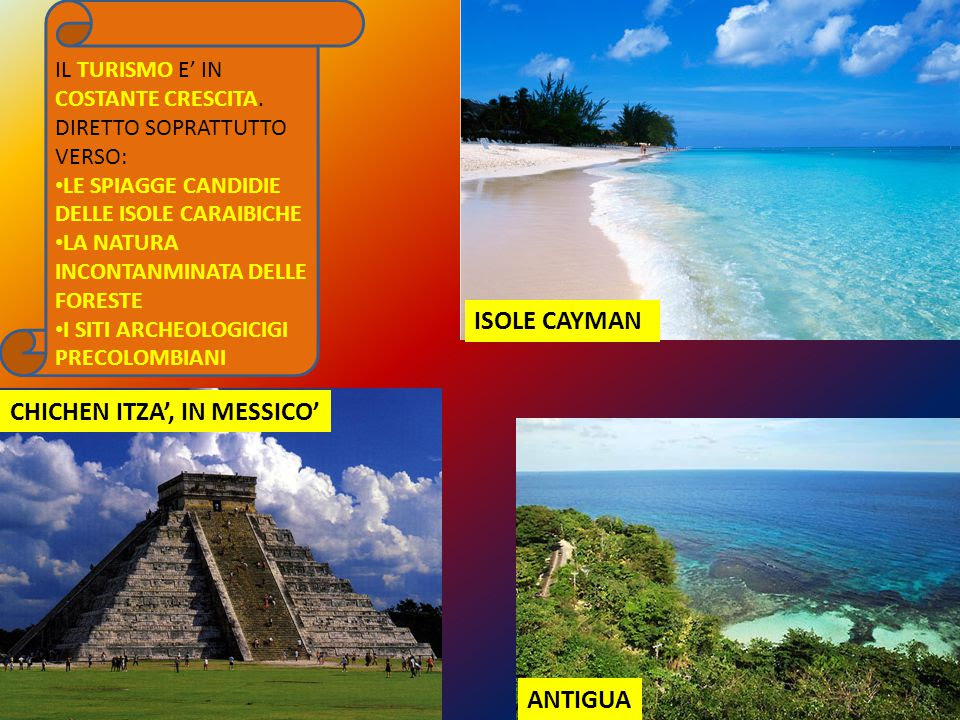 IL TURISMO E’ IN
COSTANTE CRESCITA.
DIRETTO SOPRATTUTTO
VERSO:
•LE SPIAGGE CANDIDIE
DELLE ISOLE CARAIBICHE
•LA NATURA
INCONTANMINATA DELLE
FORESTE
•I SITI ARCHEOLOGICIGI
PRECOLOMBIANI
ISOLE CAYMAN
CHICHEN ITZA’, IN MESSICO’
ANTIGUA